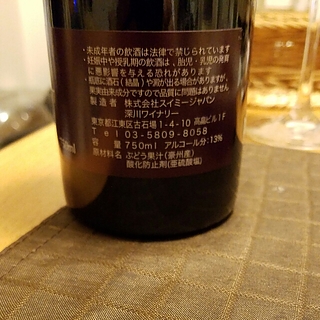 ・未成年者の飲酒は法律で禁じられています
・妊娠中や授乳期の飲酒は、胎児・乳児の発育
に悪影響を与える恐れがあります
・瓶底に酒石(結晶)や澱が出る場合がありますが、
果実由来成分ですので品質に問題はありません
製造者 株式会社スイミージャパン
深川ワイナリー
東京都江東区古石場1-4-10 高畠ビル1F
Tel 03-5809-8058
容量 750ml アルコール分:13%
原材料名 ぶどう果汁(豪州産)
酸化防止剤(亜硫酸塩)